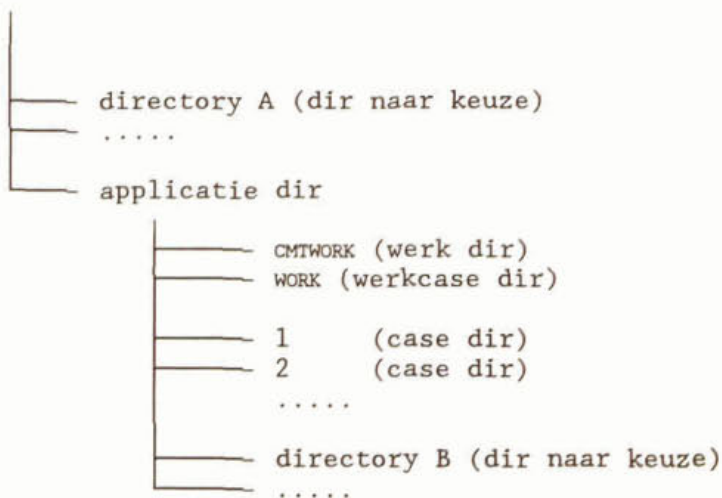 directory A (dir naar keuze)
.....
applicatie dir
CMTWORK (werk dir)
WORK (werkcase dir)
1 (case dir)
2 (case dir)
.....
directory B (dir naar keuze)
.....